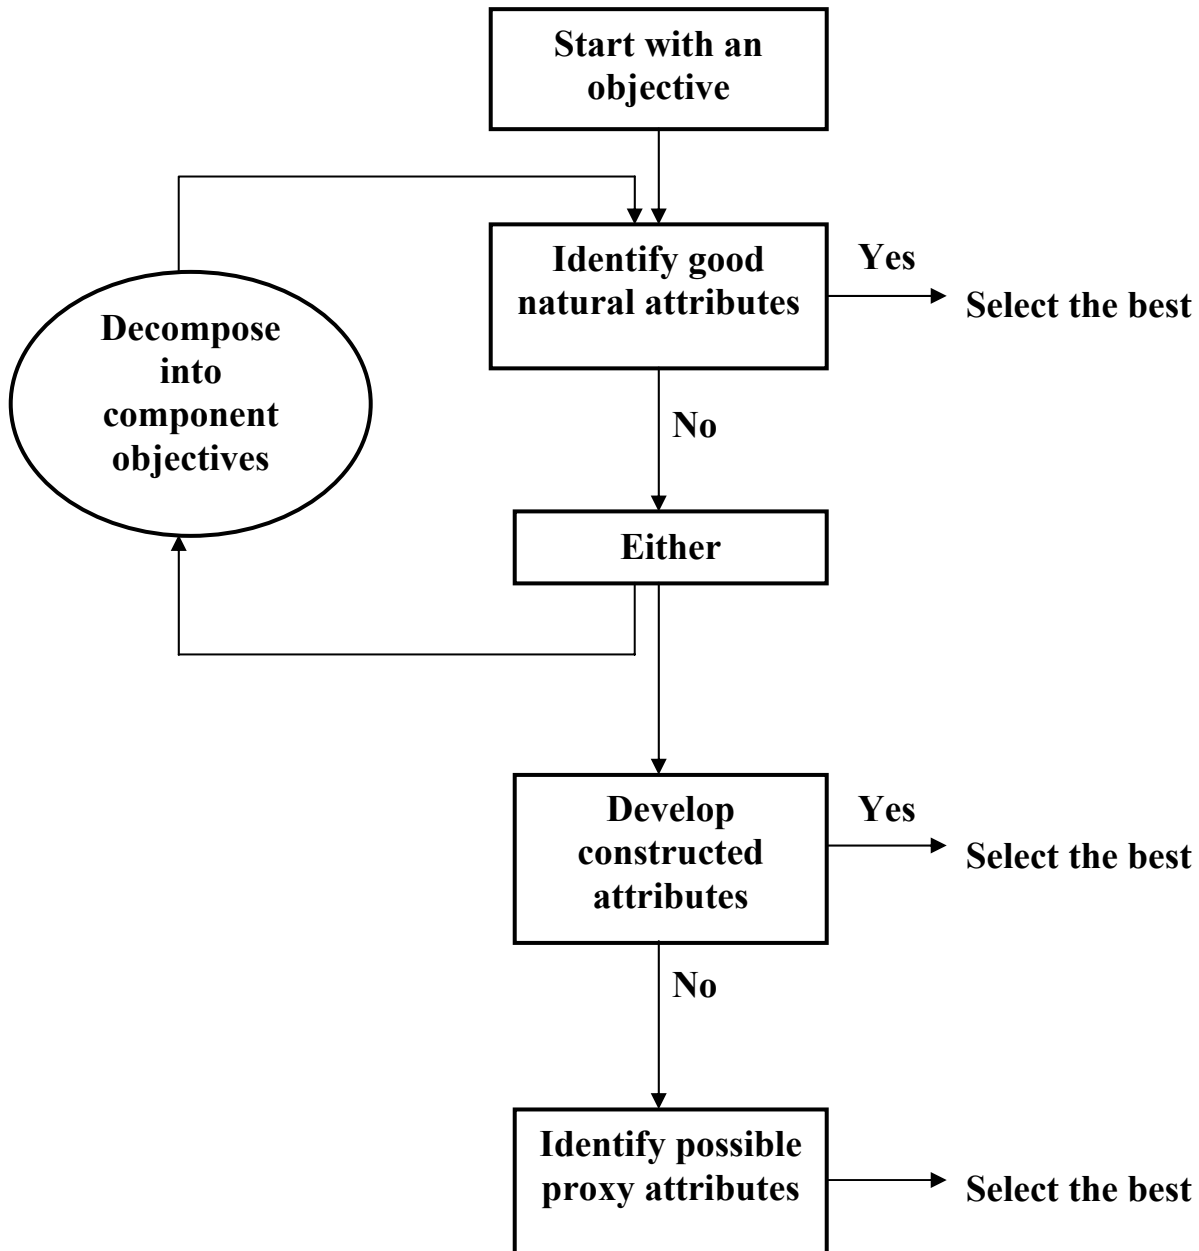 Start with an
objective
Identify good
natural attributes
Yes
Select the best
Decompose
into
component
objectives
No
Either
Develop
constructed
attributes
Yes
Select the best
No
Identify possible
proxy attributes
Select the best